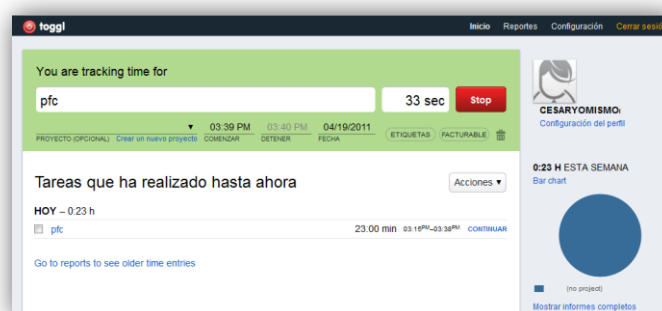 toggl
Inicio Reportes Configuración Cerrar sesió
You are tracking time for
pfc 33 sec Stop
03:39 PM 03:40 PM 04/19/2011
PROYECTO (OPCIONAL) Crear un nuevo proyecto COMENZAR DETENER FECHA ETIQUETAS FACTURABLE
CESARYOMISMO
Configuración del perfil
Tareas que ha realizado hasta ahora Acciones
HOY – 0:23 h
pfc 23:00 min 03:15PM–03:38PM CONTINUAR
Go to reports to see older time entries
0:23 H ESTA SEMANA
Bar chart
(no project)
Mostrar informes completos